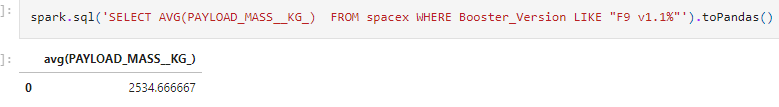 ]: spark.sql('SELECT AVG(PAYLOAD_MASS__KG_)  FROM spacex WHERE Booster_Version LIKE "F9 v1.1%"').toPandas()
]: avg(PAYLOAD_MASS__KG_)
0 2534.666667